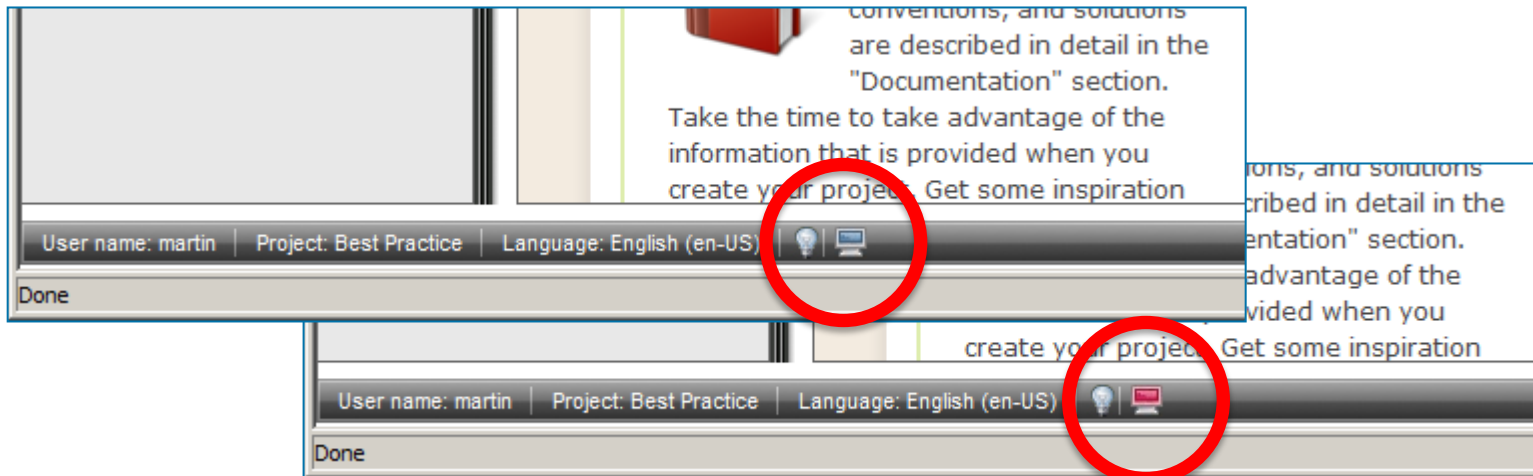 conventions, and solutions
are described in detail in the
"Documentation" section.
Take the time to take advantage of the
information that is provided when you
create your project. Get some inspiration
User name: martin Project: Best Practice Language: English (en-US)
Done
ions, and solutions
cribed in detail in the
entation" section.
advantage of the
vided when you
create your project. Get some inspiration
User name: martin Project: Best Practice Language: English (en-US)
Done